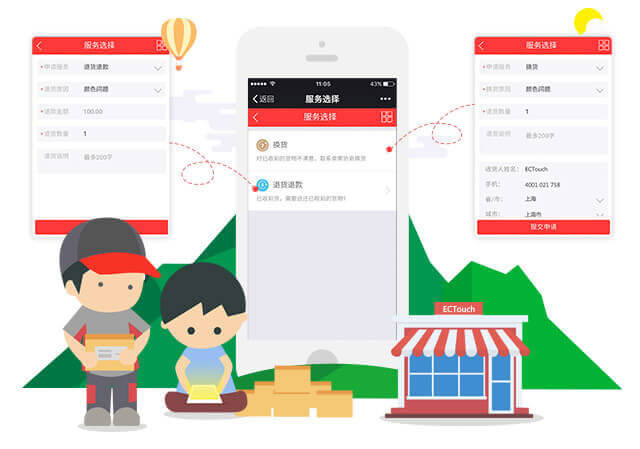 服务选择
*申请服务 退货退款
*退货原因 颜色问题
*退货金额 100.00
*退货数量 1
退货说明 最多200字
11:05
43%
返回 服务选择
服务选择
换货
对已收到的货物不满意，联系卖家协商换货
退货退款
已收到货，需要退还已收到的货物
服务选择
*申请服务 换货
*换货原因 颜色问题
*退货数量 1
退货说明 最多200字
收货人姓名： ECTouch
手机： 4001 021 758
省/市： 上海
城市： 上海市
提交申请
ECTouch